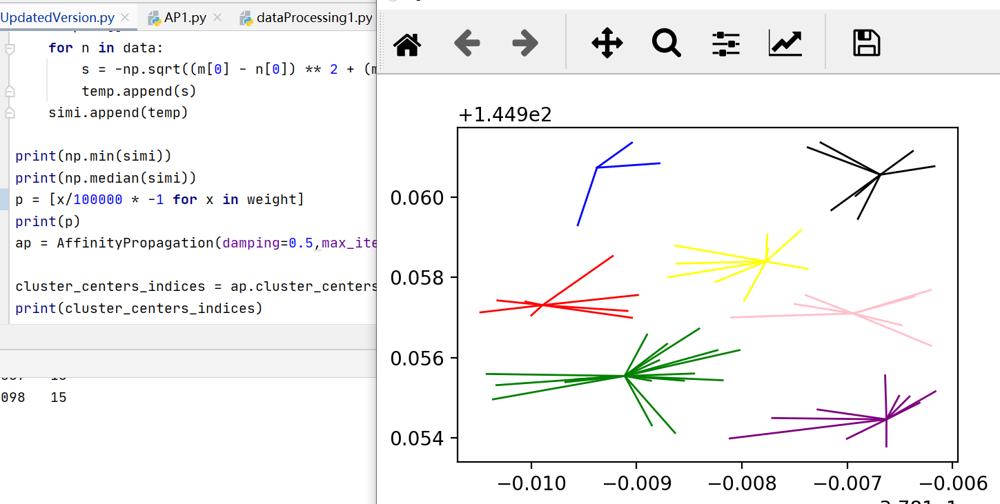 UpdatedVersion.py
AP1.py
dataProcessing1.py
for n in data:
s = -np.sqrt((m[0] - n[0]) ** 2 + (m
temp.append(s)
simi.append(temp)
print(np.min(simi))
print(np.median(simi))
p = [x/100000 * -1 for x in weight]
print(p)
ap = AffinityPropagation(damping=0.5,max_ite
cluster_centers_indices = ap.cluster_centers
print(cluster_centers_indices)
098 15
+1.449e2
0.060
0.058
0.056
0.054
−0.010 −0.009 −0.008 −0.007 −0.006